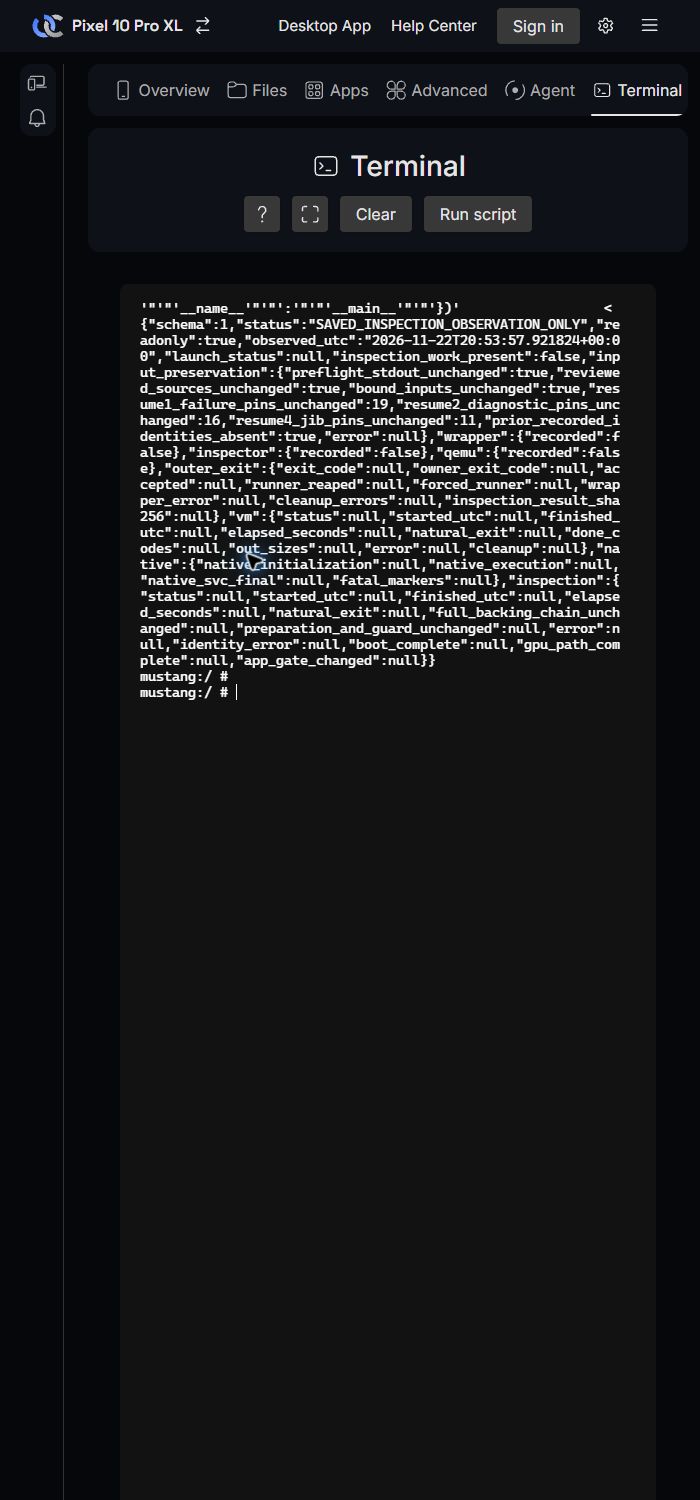 Pixel 10 Pro XL
Desktop App
Help Center
Sign in
Overview
Files
Apps
Advanced
Agent
Terminal
Terminal
?
Clear
Run script
'"'"'__name__'"'"':'"'"'__main__'"'"'})' <
{"schema":1,"status":"SAVED_INSPECTION_OBSERVATION_ONLY","re
adonly":true,"observed_utc":"2026-11-22T20:53:57.921824+00:0
0","launch_status":null,"inspection_work_present":false,"inp
ut_preservation":{"preflight_stdout_unchanged":true,"reviewe
d_sources_unchanged":true,"bound_inputs_unchanged":true,"res
ume1_failure_pins_unchanged":19,"resume2_diagnostic_pins_unc
hanged":16,"resume4_jib_pins_unchanged":11,"prior_recorded_i
dentities_absent":true,"error":null},"wrapper":{"recorded":f
alse},"inspector":{"recorded":false},"qemu":{"recorded":fals
e},"outer_exit":{"exit_code":null,"owner_exit_code":null,"ac
cepted":null,"runner_reaped":null,"forced_runner":null,"wrap
per_error":null,"cleanup_errors":null,"inspection_result_sha
256":null},"vm":{"status":null,"started_utc":null,"finished_
utc":null,"elapsed_seconds":null,"natural_exit":null,"done_c
odes":null,"out_sizes":null,"error":null,"cleanup":null},"na
tive":{"native_initialization":null,"native_execution":null,
"native_svc_final":null,"fatal_markers":null},"inspection":{
"status":null,"started_utc":null,"finished_utc":null,"elapse
d_seconds":null,"natural_exit":null,"full_backing_chain_unch
anged":null,"preparation_and_guard_unchanged":null,"error":n
ull,"identity_error":null,"boot_complete":null,"gpu_path_com
plete":null,"app_gate_changed":null}}
mustang:/ #
mustang:/ #